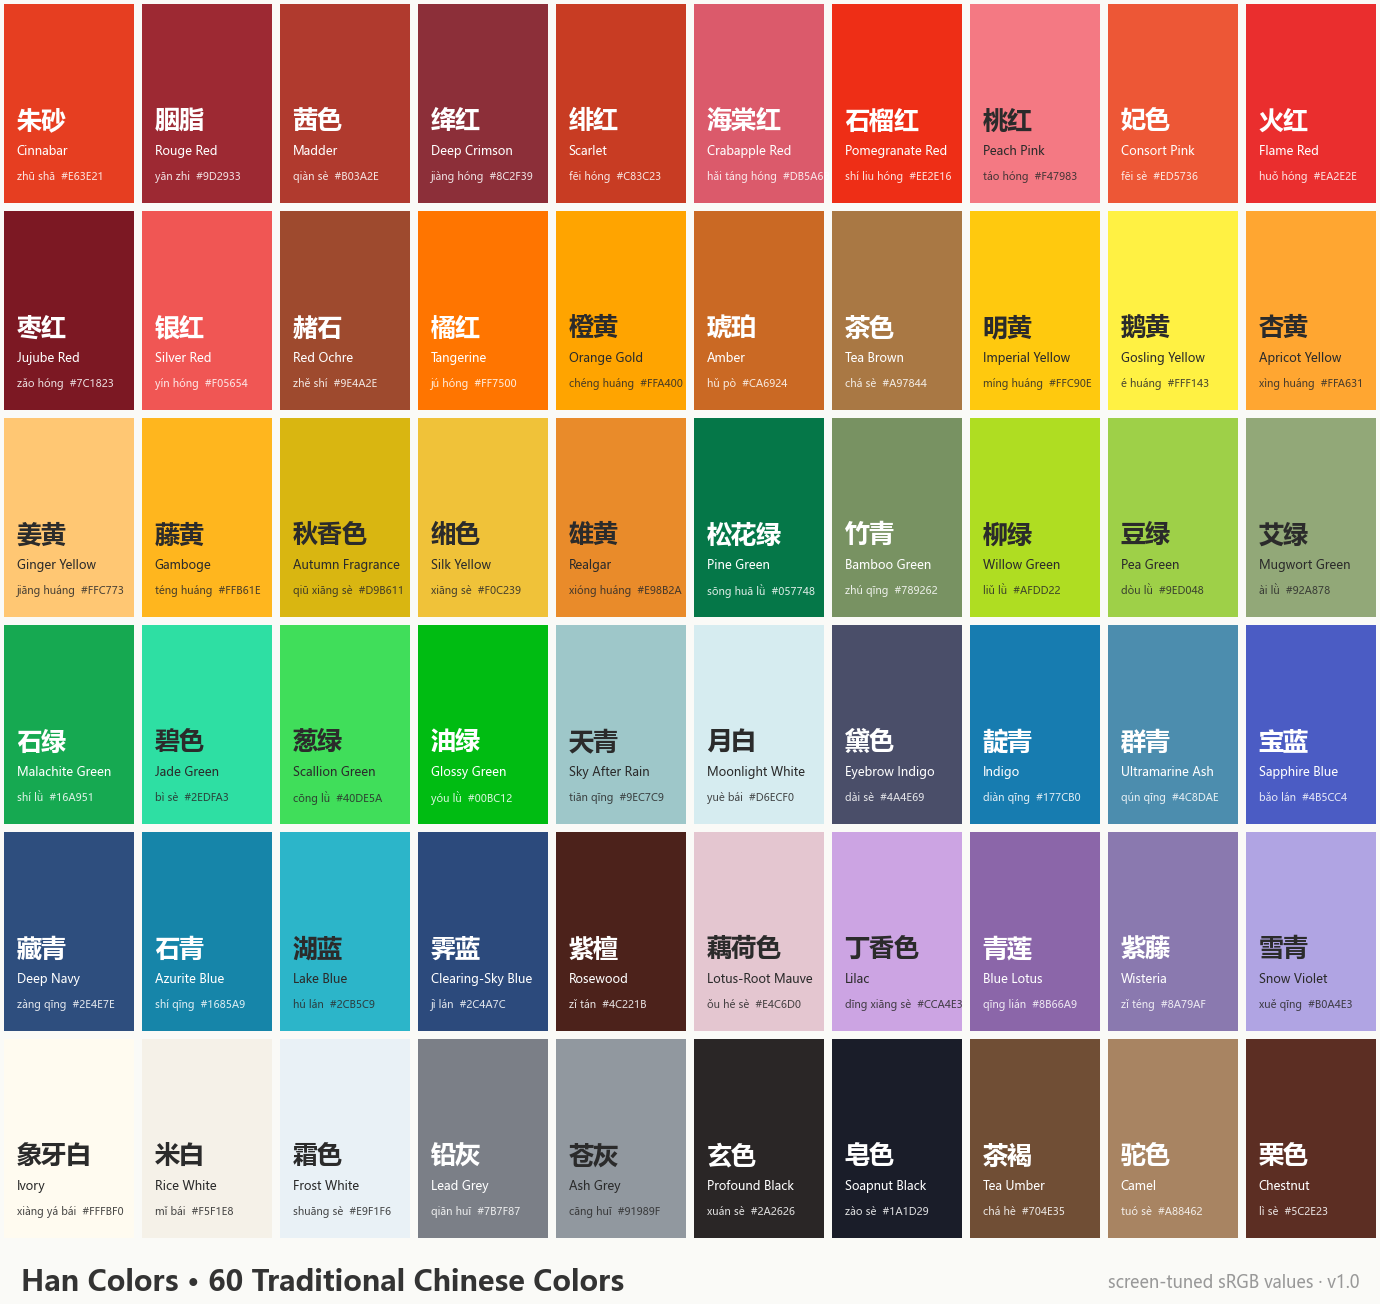 朱砂
Cinnabar
zhū shā #E63E21
胭脂
Rouge Red
yān zhi #9D2933
茜色
Madder
qiàn sè #B03A2E
绛红
Deep Crimson
jiàng hóng #8C2F39
绯红
Scarlet
fēi hóng #C83C23
海棠红
Crabapple Red
hǎi táng hóng #DB5A6
石榴红
Pomegranate Red
shí liu hóng #EE2E16
桃红
Peach Pink
táo hóng #F47983
妃色
Consort Pink
fēi sè #ED5736
火红
Flame Red
huǒ hóng #EA2E2E
枣红
Jujube Red
zǎo hóng #7C1823
银红
Silver Red
yín hóng #F05654
赭石
Red Ochre
zhě shí #9E4A2E
橘红
Tangerine
jú hóng #FF7500
橙黄
Orange Gold
chéng huáng #FFA400
琥珀
Amber
hǔ pò #CA6924
茶色
Tea Brown
chá sè #A97844
明黄
Imperial Yellow
míng huáng #FFC90E
鹅黄
Gosling Yellow
é huáng #FFF143
杏黄
Apricot Yellow
xìng huáng #FFA631
姜黄
Ginger Yellow
jiāng huáng #FFC773
藤黄
Gamboge
téng huáng #FFB61E
秋香色
Autumn Fragrance
qiū xiāng sè #D9B611
缃色
Silk Yellow
xiāng sè #F0C239
雄黄
Realgar
xióng huáng #E98B2A
松花绿
Pine Green
sōng huā lǜ #057748
竹青
Bamboo Green
zhú qīng #789262
柳绿
Willow Green
liǔ lǜ #AFDD22
豆绿
Pea Green
dòu lǜ #9ED048
艾绿
Mugwort Green
ài lǜ #92A878
石绿
Malachite Green
shí lǜ #16A951
碧色
Jade Green
bì sè #2EDFA3
葱绿
Scallion Green
cōng lǜ #40DE5A
油绿
Glossy Green
yóu lǜ #00BC12
天青
Sky After Rain
tiān qīng #9EC7C9
月白
Moonlight White
yuè bái #D6ECF0
黛色
Eyebrow Indigo
dài sè #4A4E69
靛青
Indigo
diàn qīng #177CB0
群青
Ultramarine Ash
qún qīng #4C8DAE
宝蓝
Sapphire Blue
bǎo lán #4B5CC4
藏青
Deep Navy
zàng qīng #2E4E7E
石青
Azurite Blue
shí qīng #1685A9
湖蓝
Lake Blue
hú lán #2CB5C9
霁蓝
Clearing-Sky Blue
jì lán #2C4A7C
紫檀
Rosewood
zǐ tán #4C221B
藕荷色
Lotus-Root Mauve
ǒu hé sè #E4C6D0
丁香色
Lilac
dīng xiāng sè #CCA4E3
青莲
Blue Lotus
qīng lián #8B66A9
紫藤
Wisteria
zǐ téng #8A79AF
雪青
Snow Violet
xuě qīng #B0A4E3
象牙白
Ivory
xiàng yá bái #FFFBF0
米白
Rice White
mǐ bái #F5F1E8
霜色
Frost White
shuāng sè #E9F1F6
铅灰
Lead Grey
qiān huī #7B7F87
苍灰
Ash Grey
cāng huī #91989F
玄色
Profound Black
xuán sè #2A2626
皂色
Soapnut Black
zào sè #1A1D29
茶褐
Tea Umber
chá hè #704E35
驼色
Camel
tuó sè #A88462
栗色
Chestnut
lì sè #5C2E23
Han Colors • 60 Traditional Chinese Colors
screen-tuned sRGB values · v1.0